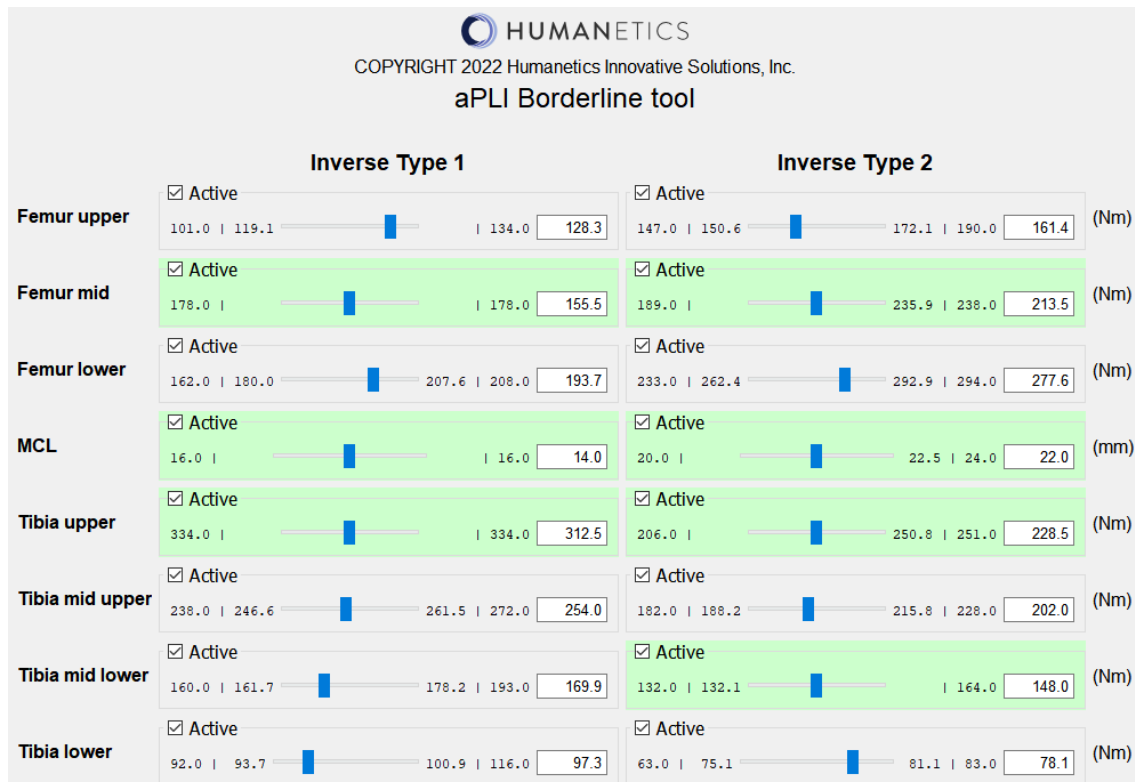 HUMANETICS
COPYRIGHT 2022 Humanetics Innovative Solutions, Inc.
aPLI Borderline tool
Inverse Type 1 Inverse Type 2
Active Active
Femur upper 101.0 | 119.1 | 134.0 128.3 147.0 | 150.6 172.1 | 190.0 161.4 (Nm)
Active Active
Femur mid 178.0 | | 178.0 155.5 189.0 | 235.9 | 238.0 213.5 (Nm)
Active Active
Femur lower 162.0 | 180.0 207.6 | 208.0 193.7 233.0 | 262.4 292.9 | 294.0 277.6 (Nm)
Active Active
MCL 16.0 | | 16.0 14.0 20.0 | 22.5 | 24.0 22.0 (mm)
Active Active
Tibia upper 334.0 | | 334.0 312.5 206.0 | 250.8 | 251.0 228.5 (Nm)
Active Active
Tibia mid upper 238.0 | 246.6 261.5 | 272.0 254.0 182.0 | 188.2 215.8 | 228.0 202.0 (Nm)
Active Active
Tibia mid lower 160.0 | 161.7 178.2 | 193.0 169.9 132.0 | 132.1 | 164.0 148.0 (Nm)
Active Active
Tibia lower 92.0 | 93.7 100.9 | 116.0 97.3 63.0 | 75.1 81.1 | 83.0 78.1 (Nm)